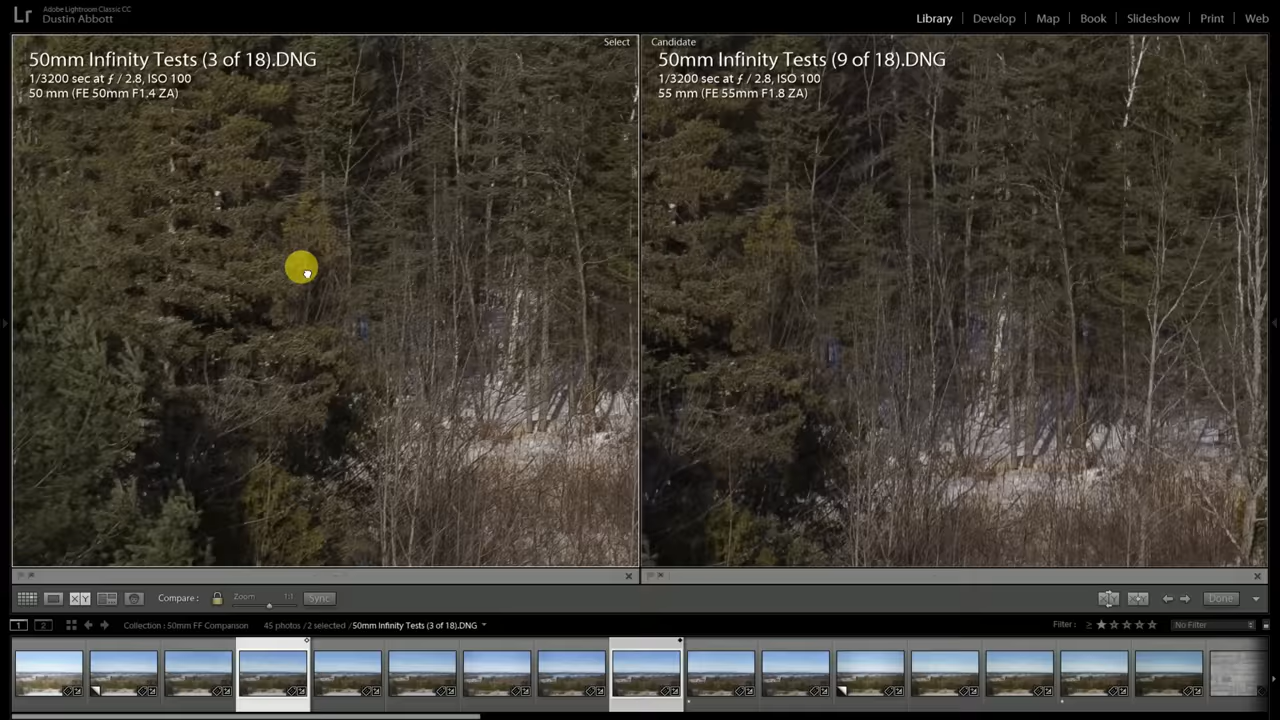 Lr
Adobe Lightroom Classic CC
Dustin Abbott
Library | Develop | Map | Book | Slideshow | Print | Web
Select
50mm Infinity Tests (3 of 18).DNG
1/3200 sec at ƒ / 2.8, ISO 100
50 mm (FE 50mm F1.4 ZA)
Candidate
50mm Infinity Tests (9 of 18).DNG
1/3200 sec at ƒ / 2.8, ISO 100
55 mm (FE 55mm F1.8 ZA)
X Y Compare : Zoom 1:1 Sync Done
1 2 Collection : 50mm FF Comparison 45 photos / 2 selected / 50mm Infinity Tests (3 of 18).DNG Filter : ≥ ★★★★★ No Filter